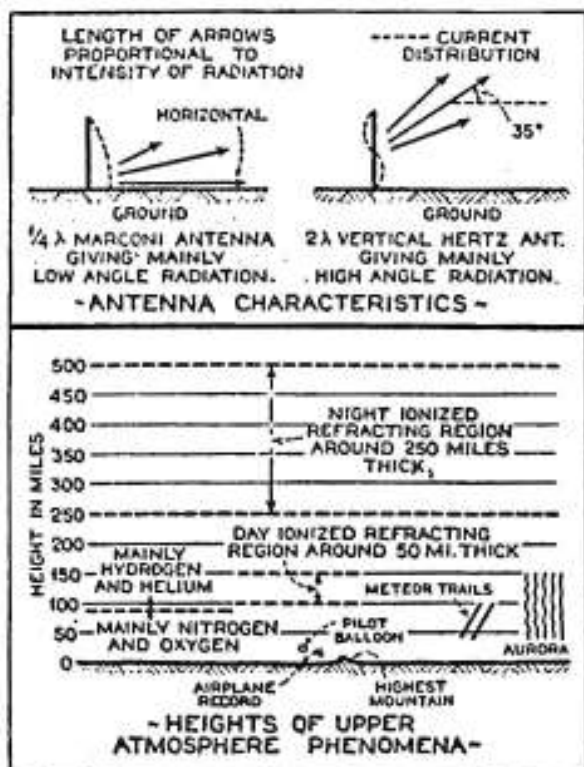 LENGTH OF ARROWS
PROPORTIONAL TO
INTENSITY OF RADIATION
CURRENT
DISTRIBUTION
HORIZONTAL
35°
GROUND
GROUND
1/4 λ MARCONI ANTENNA
GIVING MAINLY
LOW ANGLE RADIATION.
2λ VERTICAL HERTZ ANT.
GIVING MAINLY
HIGH ANGLE RADIATION.
~ANTENNA CHARACTERISTICS~
HEIGHT IN MILES
500
450
400
350
300
250
200
150
100
50
0
NIGHT IONIZED
REFRACTING REGION
AROUND 250 MILES
THICK
DAY IONIZED REFRACTING
REGION AROUND 50 MI. THICK
MAINLY
HYDROGEN
AND HELIUM
METEOR TRAILS
MAINLY NITROGEN
AND OXYGEN
PILOT
BALLOON
AURORA
AIRPLANE
RECORD
HIGHEST
MOUNTAIN
~HEIGHTS OF UPPER
ATMOSPHERE PHENOMENA~